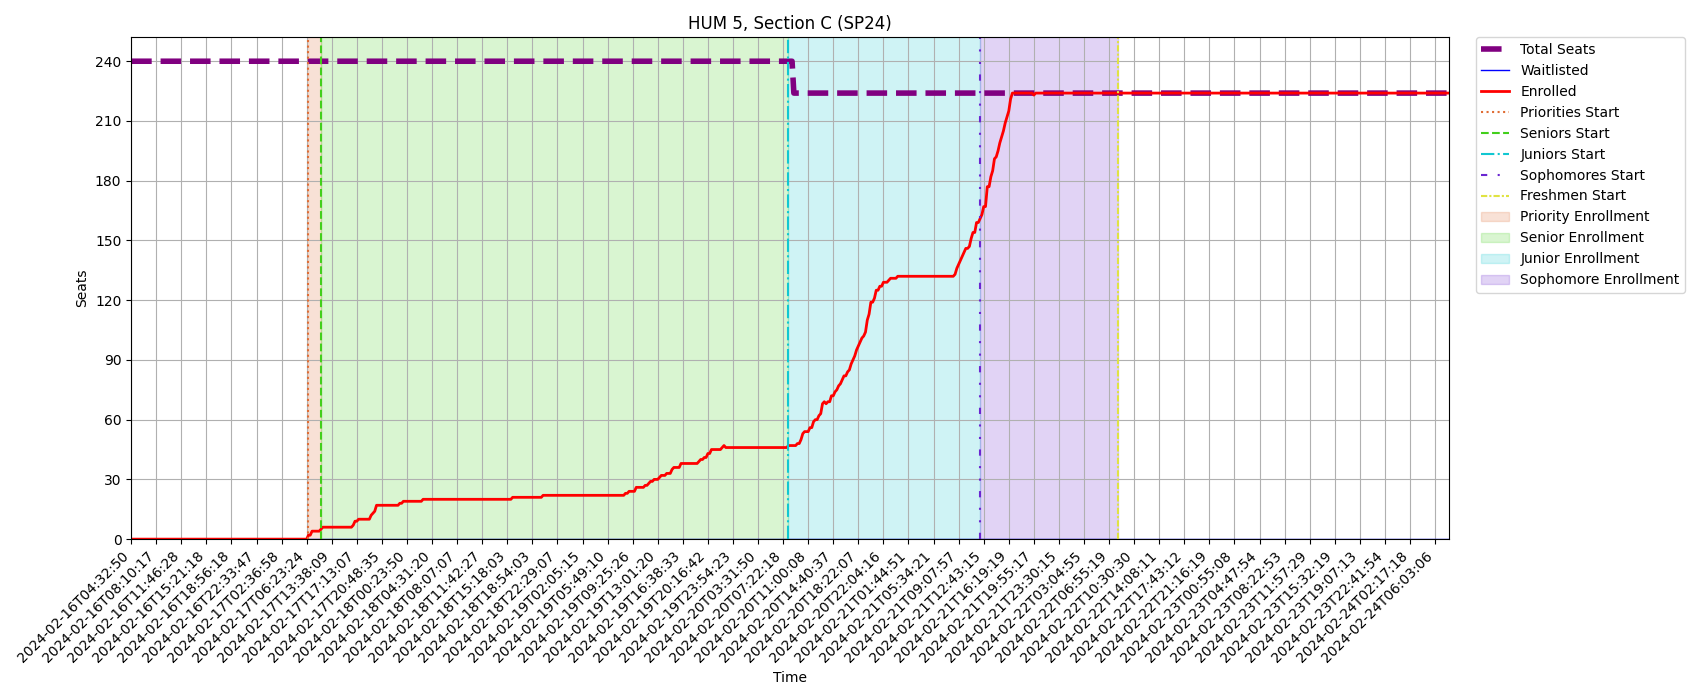 HUM 5, Section C (SP24)
Seats
240
210
180
150
120
90
60
30
0
2024-02-16T04:32:50
2024-02-16T08:10:17
2024-02-16T11:46:28
2024-02-16T15:21:18
2024-02-16T18:56:18
2024-02-16T22:33:47
2024-02-17T02:36:58
2024-02-17T06:23:24
2024-02-17T13:38:09
2024-02-17T17:13:07
2024-02-17T20:48:35
2024-02-18T00:23:50
2024-02-18T04:31:20
2024-02-18T08:07:07
2024-02-18T11:42:27
2024-02-18T15:18:03
2024-02-18T18:54:03
2024-02-18T22:29:07
2024-02-19T02:05:15
2024-02-19T05:49:10
2024-02-19T09:25:26
2024-02-19T13:01:20
2024-02-19T16:38:33
2024-02-19T20:16:42
2024-02-19T23:54:23
2024-02-20T03:31:50
2024-02-20T07:22:18
2024-02-20T11:00:08
2024-02-20T14:40:37
2024-02-20T18:22:07
2024-02-20T22:04:16
2024-02-21T01:44:51
2024-02-21T05:34:21
2024-02-21T09:07:57
2024-02-21T12:43:15
2024-02-21T16:19:19
2024-02-21T19:55:17
2024-02-21T23:30:15
2024-02-22T03:04:55
2024-02-22T06:55:19
2024-02-22T10:30:30
2024-02-22T14:08:11
2024-02-22T17:43:12
2024-02-22T21:16:19
2024-02-23T00:55:08
2024-02-23T04:47:54
2024-02-23T08:22:53
2024-02-23T11:57:29
2024-02-23T15:32:19
2024-02-23T19:07:13
2024-02-23T22:41:54
2024-02-24T02:17:18
2024-02-24T06:03:06
Time
Total Seats
Waitlisted
Enrolled
Priorities Start
Seniors Start
Juniors Start
Sophomores Start
Freshmen Start
Priority Enrollment
Senior Enrollment
Junior Enrollment
Sophomore Enrollment